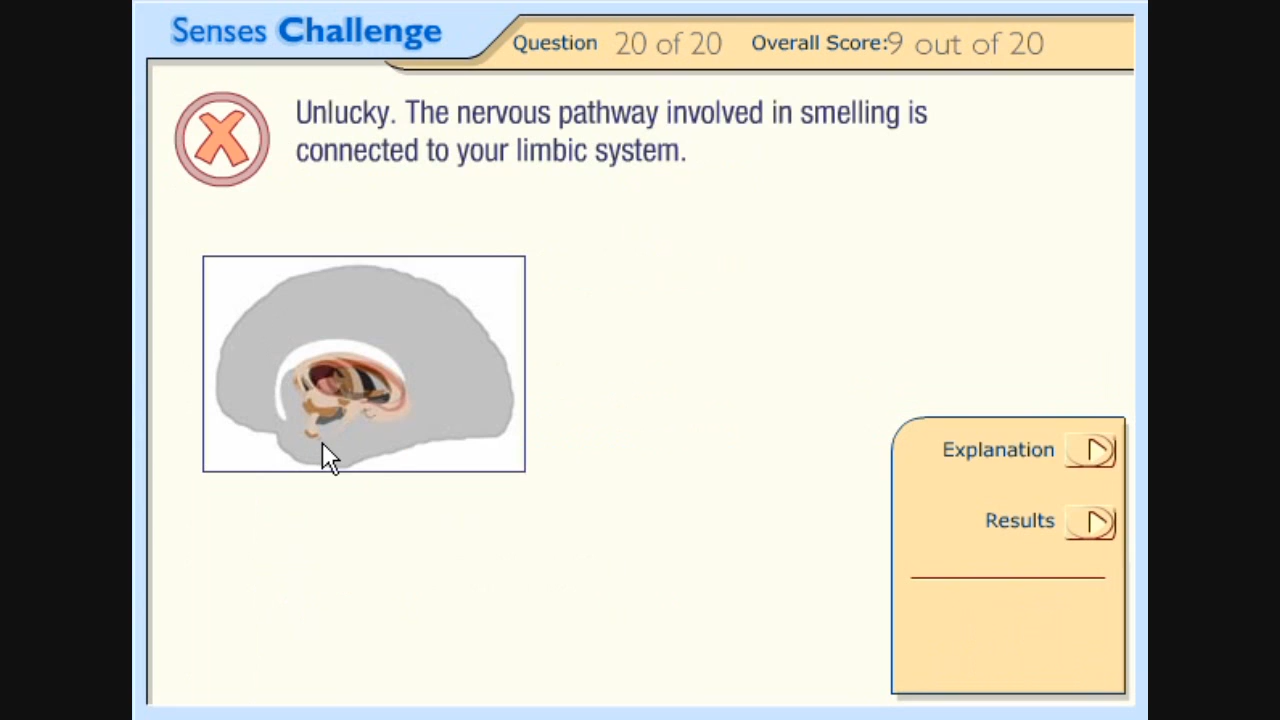 Senses Challenge
Question 20 of 20 Overall Score:9 out of 20
Unlucky. The nervous pathway involved in smelling is
connected to your limbic system.
Explanation
Results